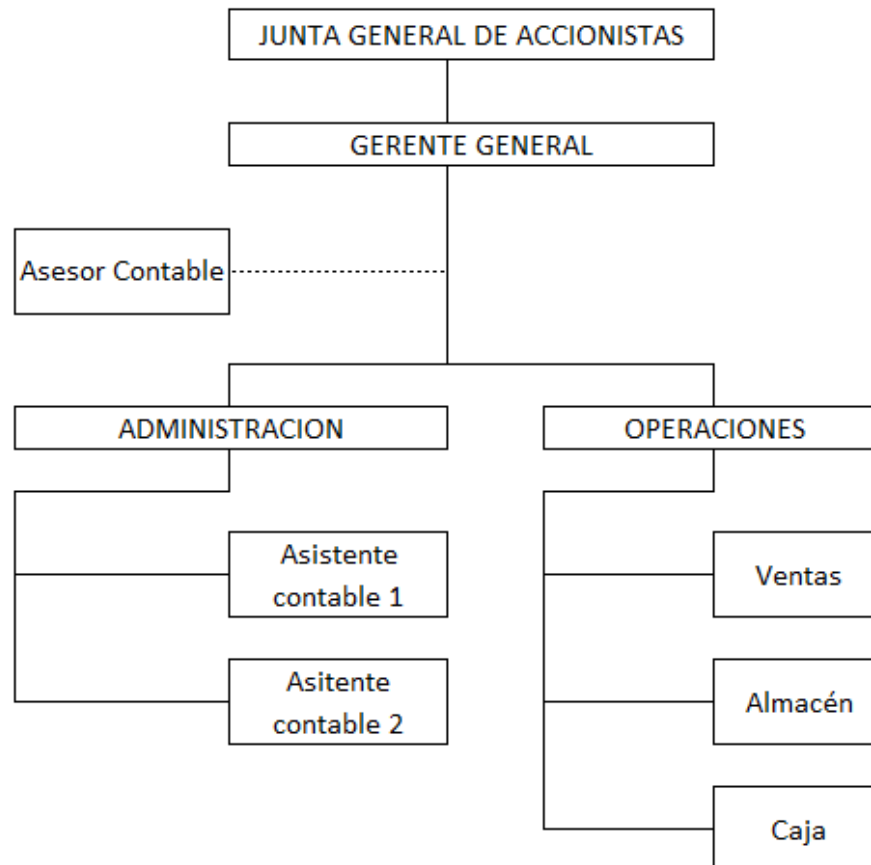 JUNTA GENERAL DE ACCIONISTAS
GERENTE GENERAL
Asesor Contable
ADMINISTRACION
OPERACIONES
Asistente
contable 1
Ventas
Asitente
contable 2
Almacén
Caja